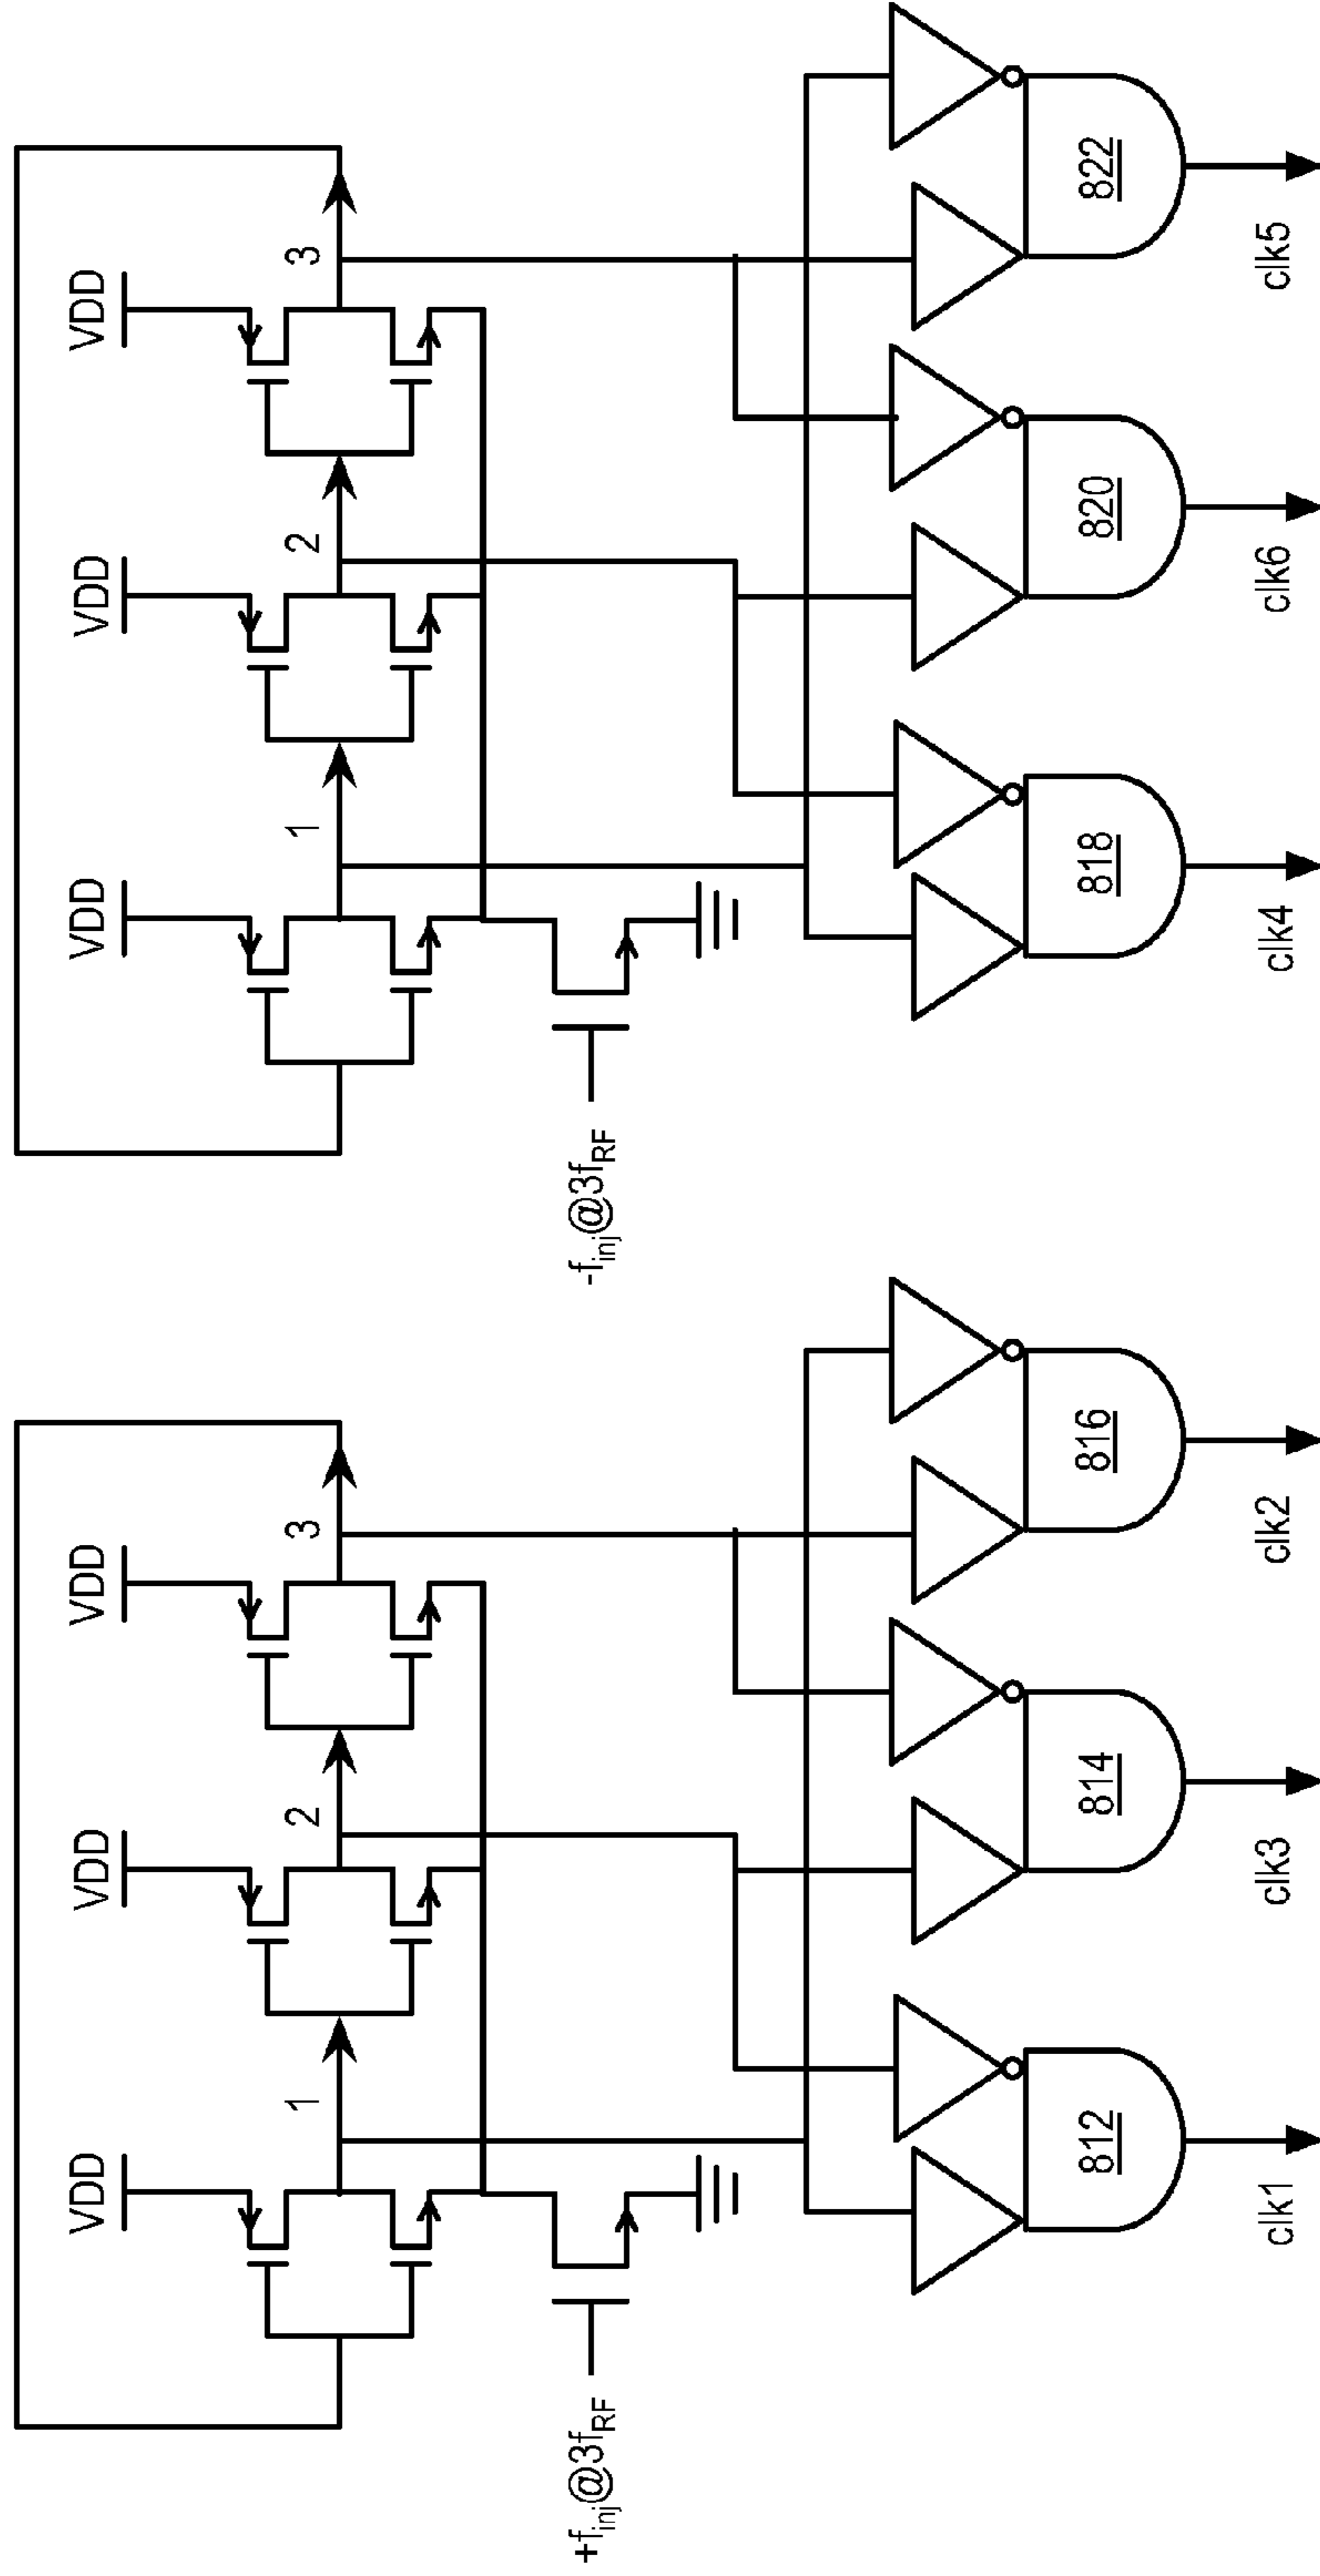 VDD
VDD
VDD
1
2
3
+f_inj@3f_RF
812
814
816
clk1
clk3
clk2
VDD
VDD
VDD
1
2
3
-f_inj@3f_RF
818
820
822
clk4
clk6
clk5